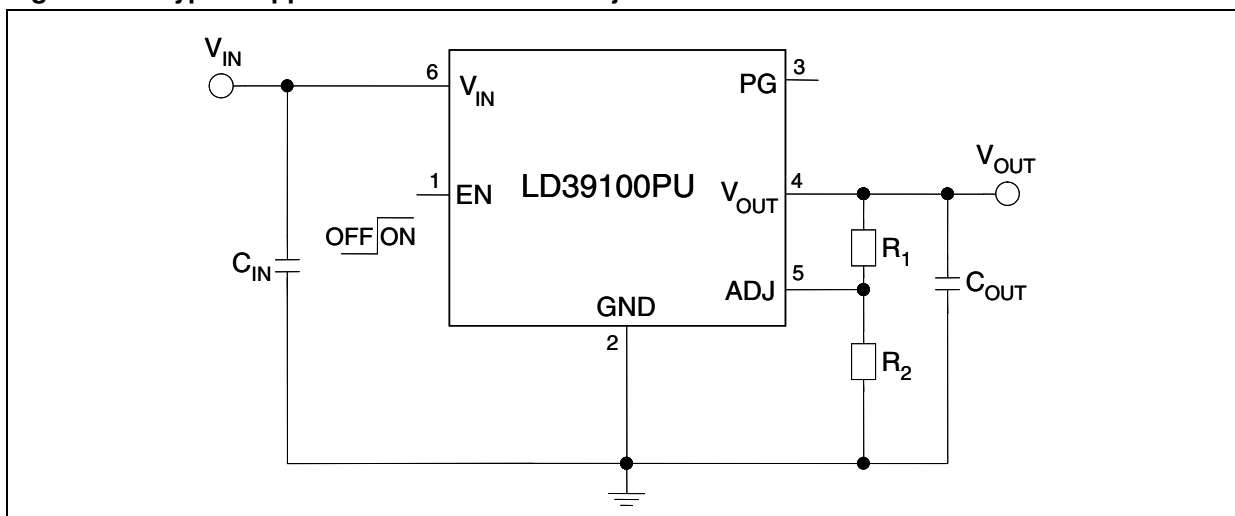 V_IN
6
V_IN
PG
3
1
EN
LD39100PU
V_OUT
4
V_OUT
OFF ON
C_IN
R_1
ADJ
5
C_OUT
GND
2
R_2